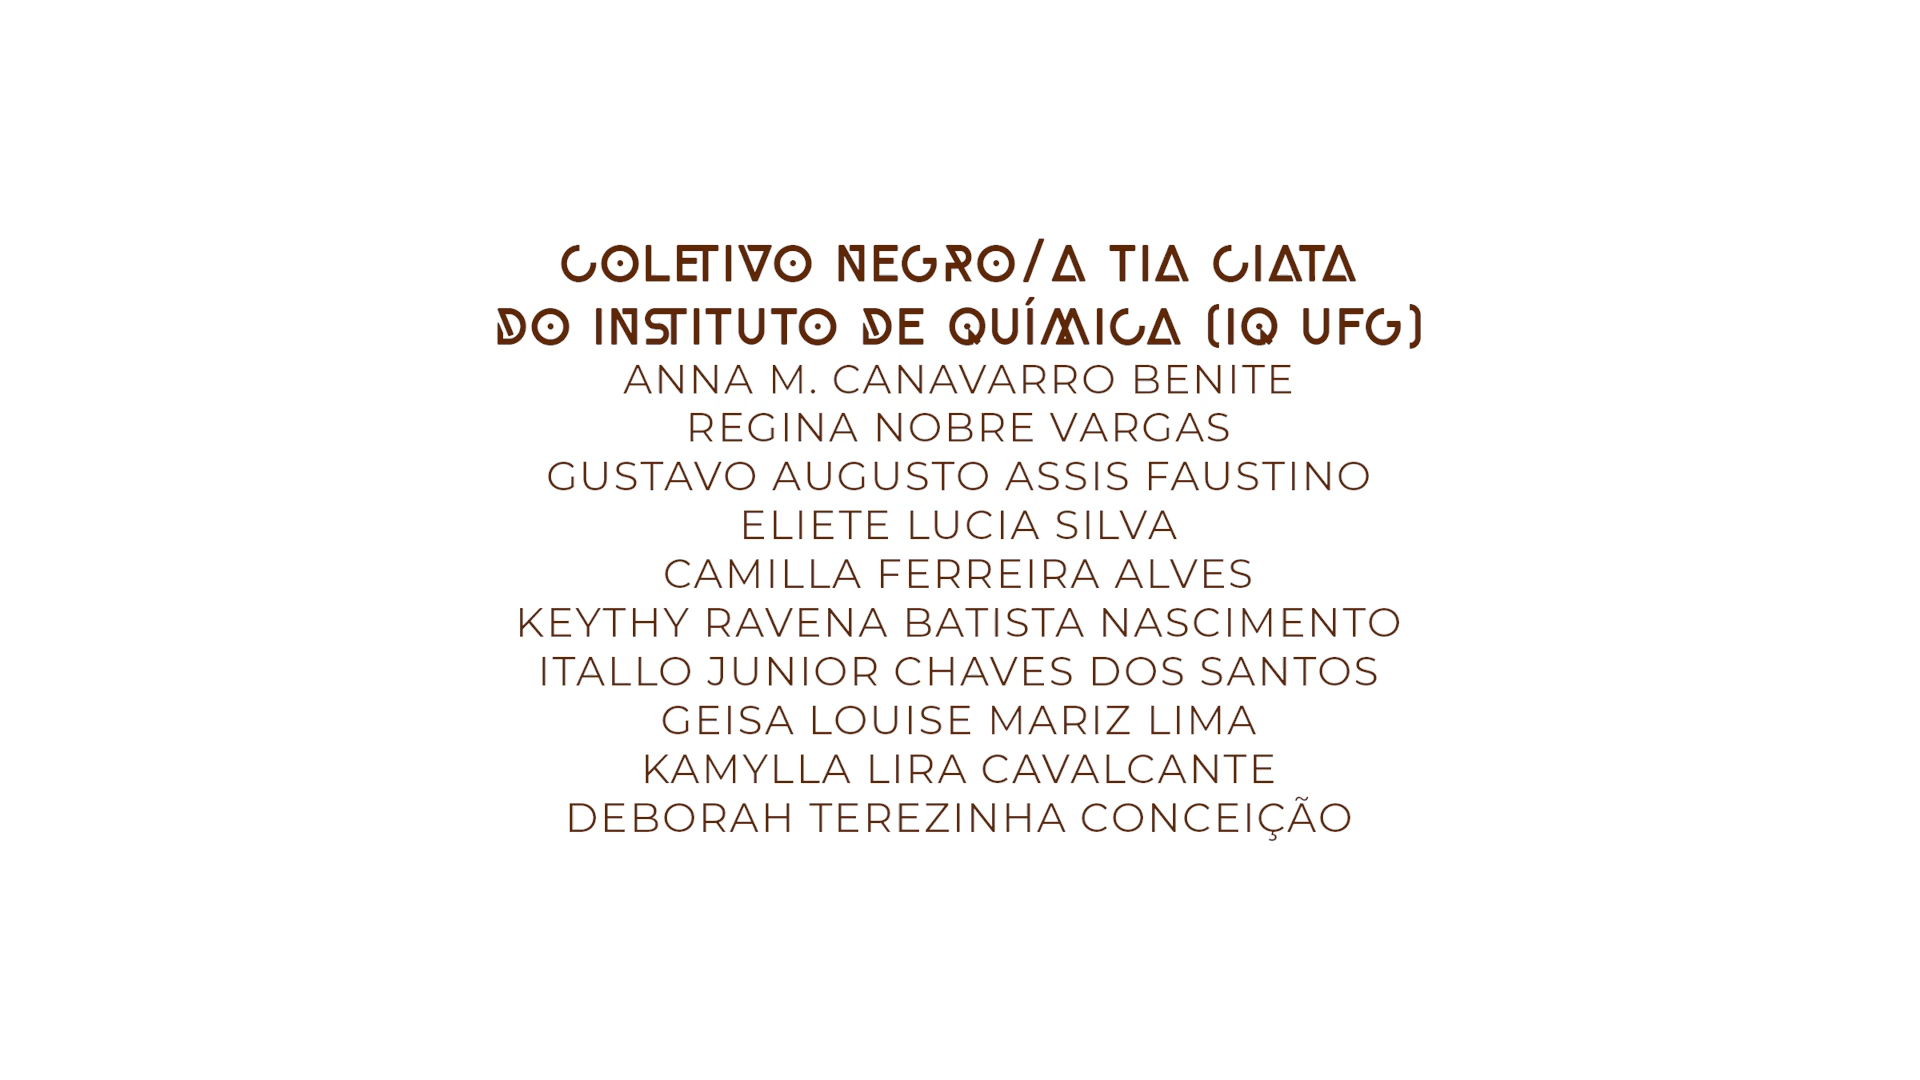 COLETIVO NEGRO/A TIA CIATA
DO INSTITUTO DE QUÍMICA (IQ UFG)
ANNA M. CANAVARRO BENITE
REGINA NOBRE VARGAS
GUSTAVO AUGUSTO ASSIS FAUSTINO
ELIETE LUCIA SILVA
CAMILLA FERREIRA ALVES
KEYTHY RAVENA BATISTA NASCIMENTO
ITALLO JUNIOR CHAVES DOS SANTOS
GEISA LOUISE MARIZ LIMA
KAMYLLA LIRA CAVALCANTE
DEBORAH TEREZINHA CONCEIÇÃO